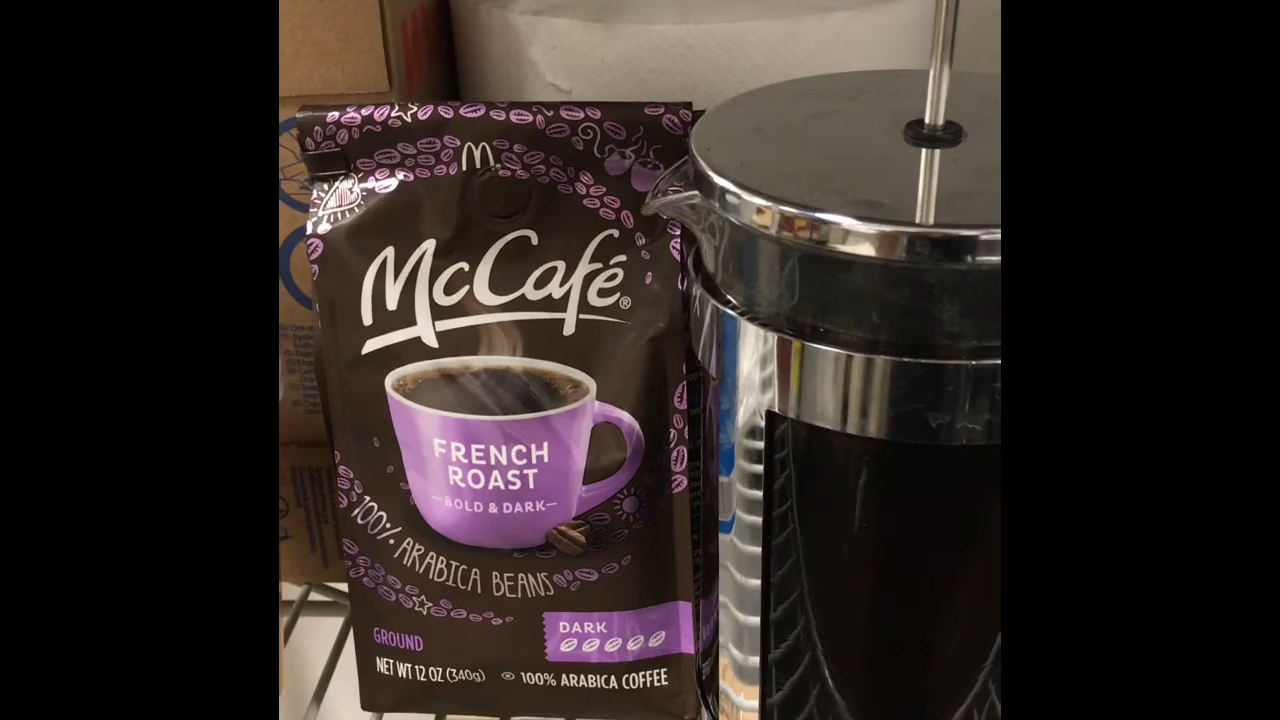 McCafé®
FRENCH
ROAST
BOLD & DARK
100% ARABICA BEANS
DARK
GROUND
NET WT 12 OZ (340g)
100% ARABICA COFFEE